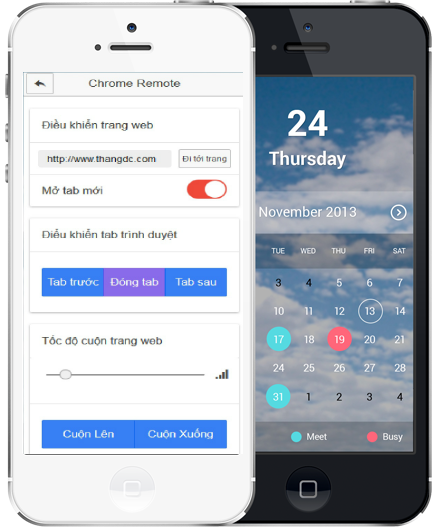 Chrome Remote
Điều khiển trang web
http://www.thangdc.com
Đi tới trang
Mở tab mới
Điều khiển tab trình duyệt
Tab trước
Đóng tab
Tab sau
Tốc độ cuộn trang web
Cuộn Lên
Cuộn Xuống
24
Thursday
November 2013
TUE WED THU FRI SAT
3 4 5 6 7
10 11 12 13 14
17 18 19 20 21
24 25 26 27 28
31 1 2 3 4
Meet
Busy